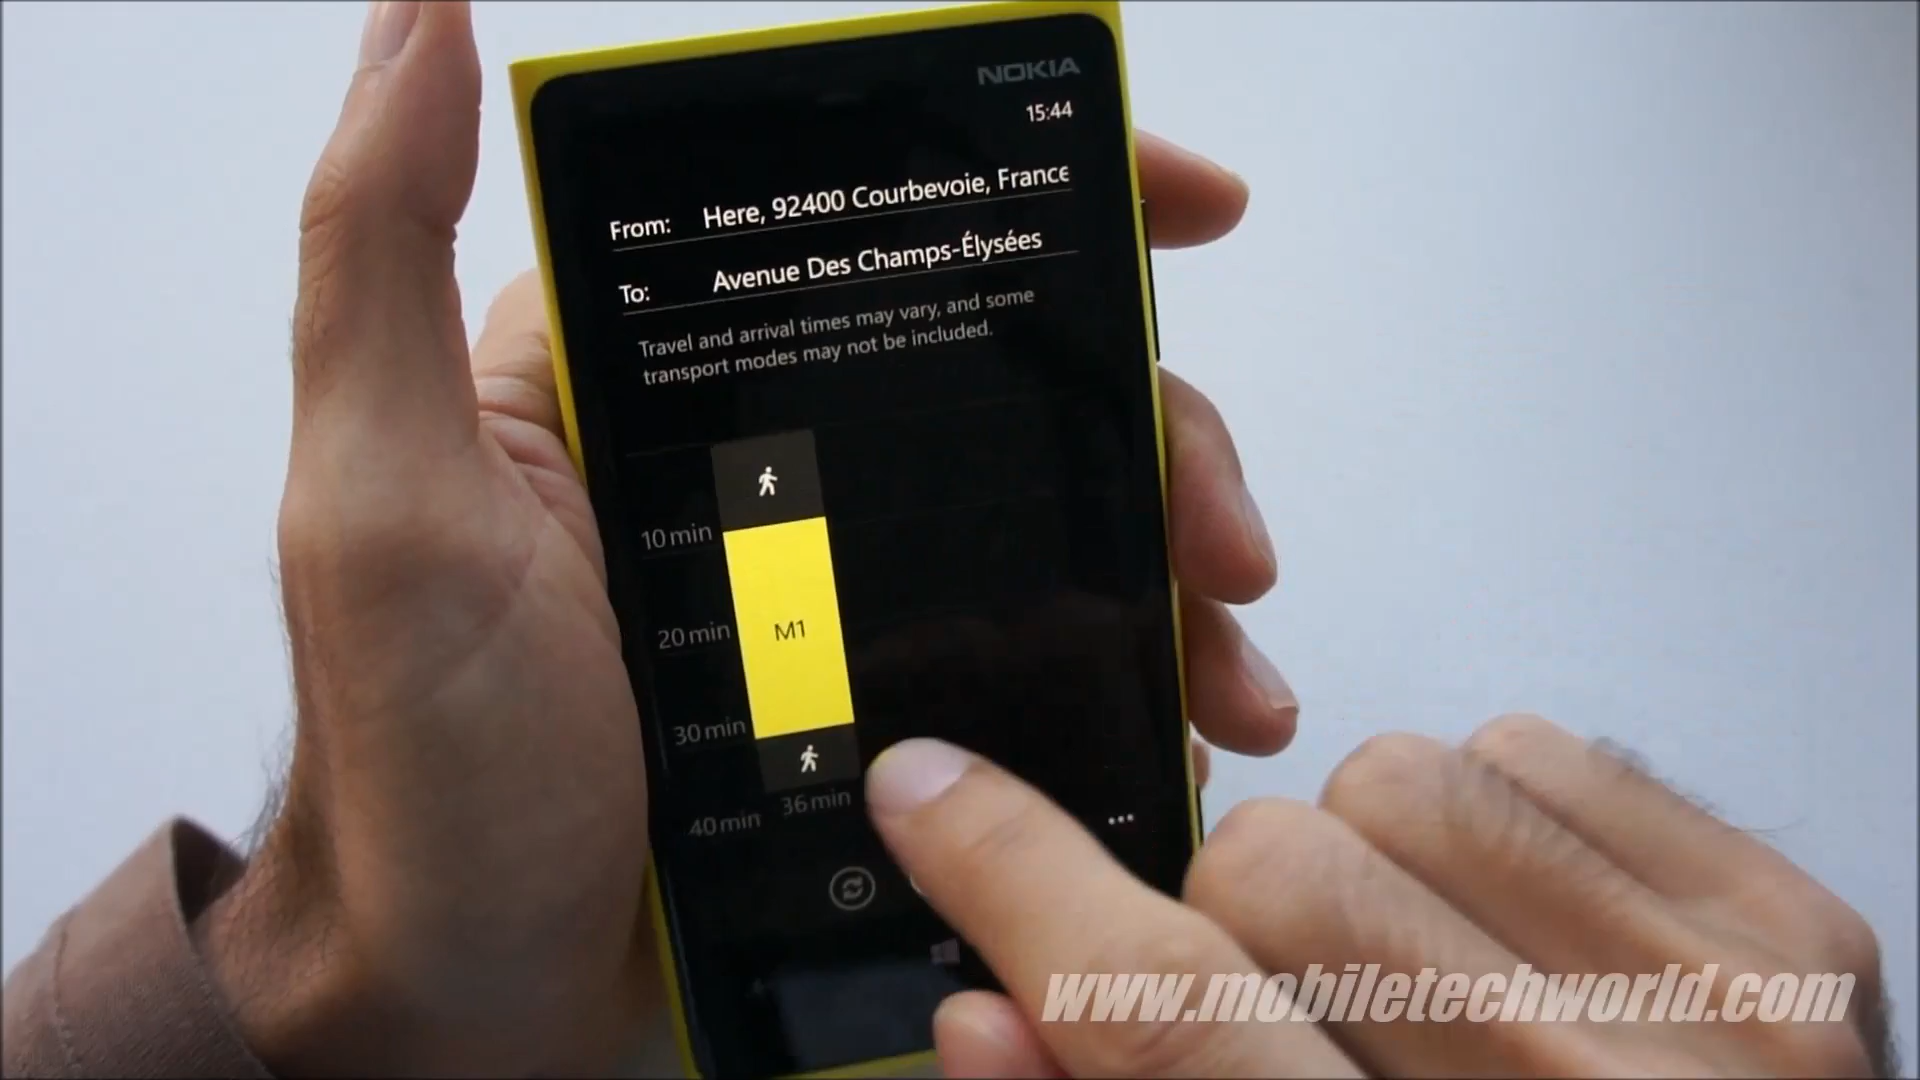 NOKIA
15:44
From: Here, 92400 Courbevoie, France
To: Avenue Des Champs-Élysées
Travel and arrival times may vary, and some
transport modes may not be included.
10 min
M1
20 min
30 min
36 min
40 min
www.mobiletechworld.com